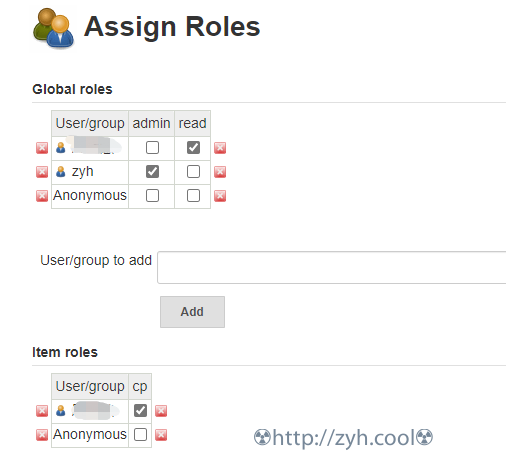 Assign Roles
Global roles
User/group admin read
zyh
Anonymous
User/group to add
Add
Item roles
User/group cp
Anonymous
☢http://zyh.cool☢